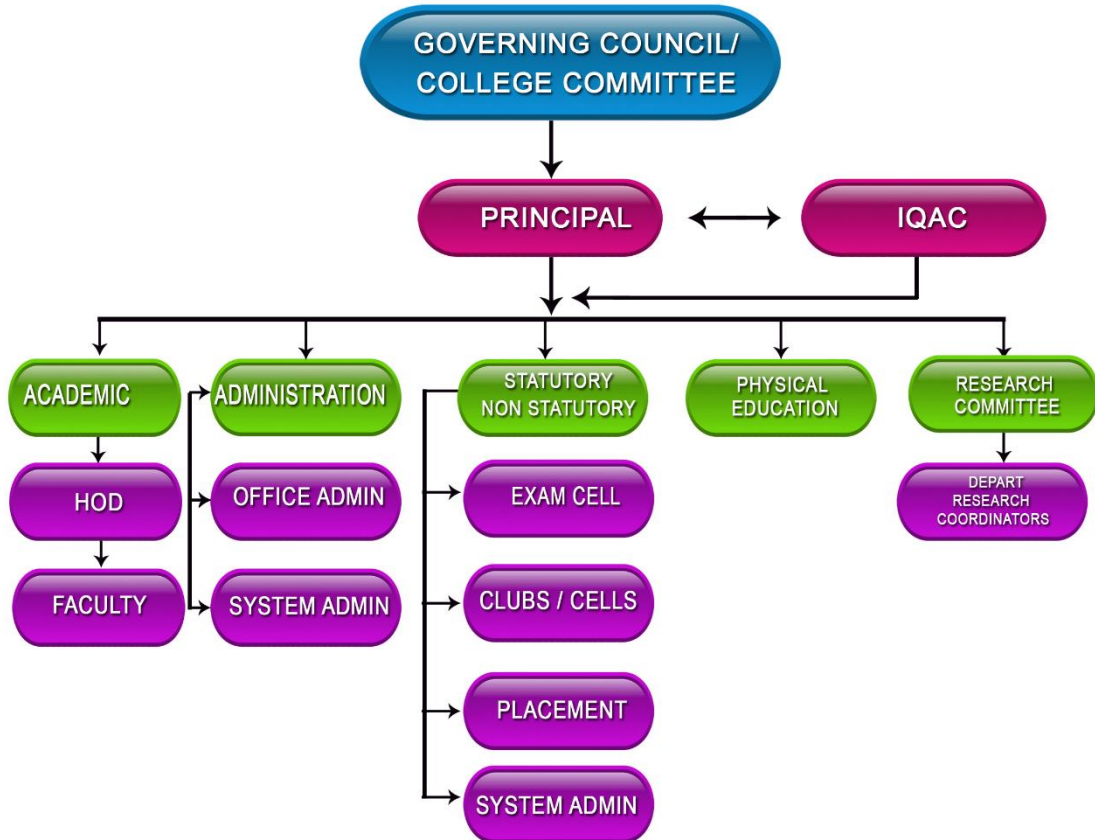 GOVERNING COUNCIL/
COLLEGE COMMITTEE
PRINCIPAL
IQAC
ACADEMIC
ADMINISTRATION
STATUTORY
NON STATUTORY
PHYSICAL
EDUCATION
RESEARCH
COMMITTEE
HOD
OFFICE ADMIN
EXAM CELL
DEPART
RESEARCH
COORDINATORS
FACULTY
SYSTEM ADMIN
CLUBS / CELLS
PLACEMENT
SYSTEM ADMIN